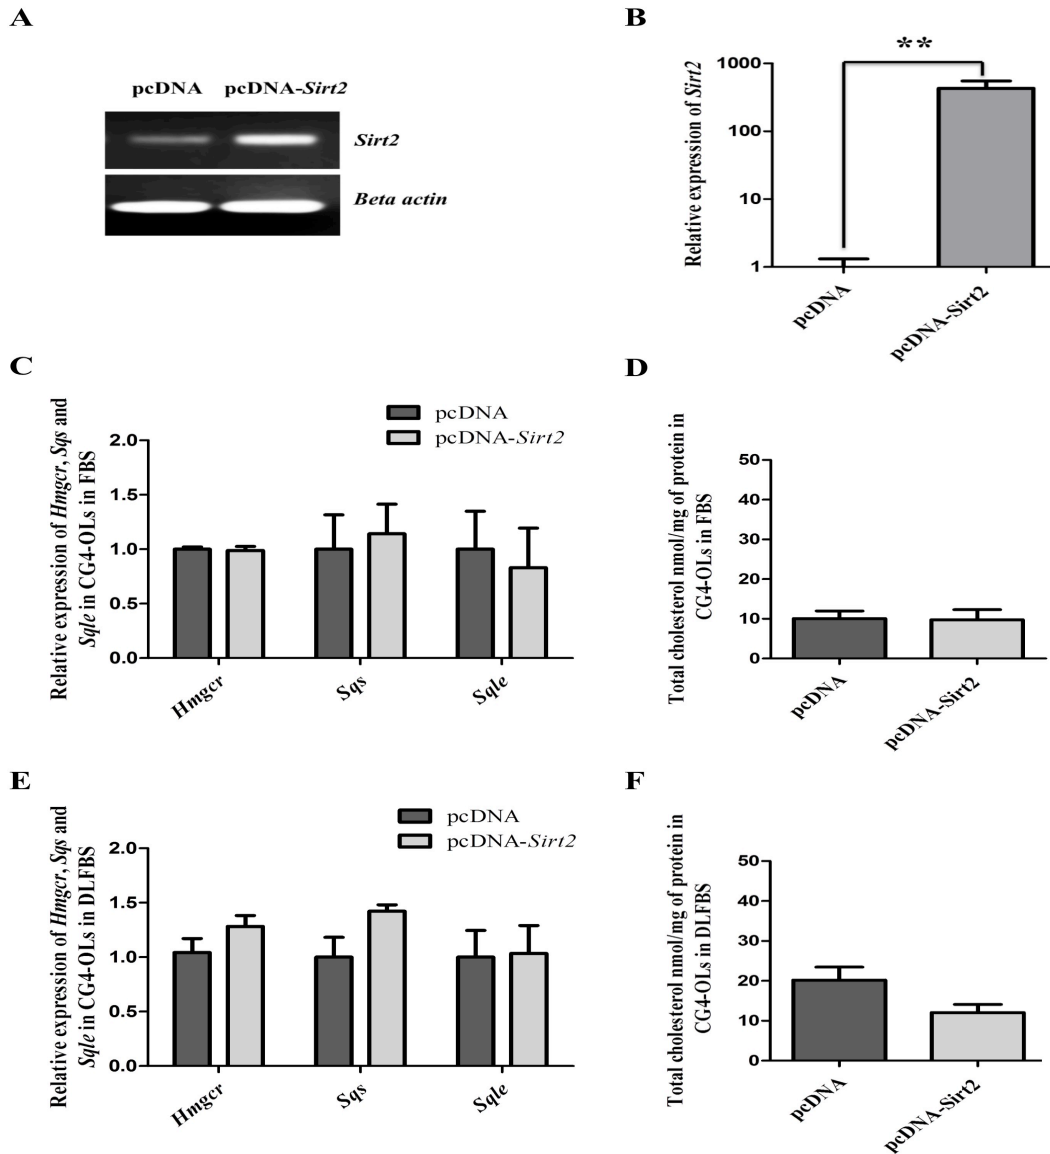 A
pcDNA pcDNA-Sirt2
Sirt2
Beta actin
B
**
Relative expression of Sirt2
1000
100
10
1
pcDNA
pcDNA-Sirt2
C
Relative expression of Hmgcr, Sqs and
Sqle in CG4-OLs in FBS
pcDNA
pcDNA-Sirt2
2.0
1.5
1.0
0.5
0.0
Hmgcr
Sqs
Sqle
D
Total cholesterol nmol/mg of protein in
CG4-OLs in FBS
50
40
30
20
10
0
pcDNA
pcDNA-Sirt2
E
Relative expression of Hmgcr, Sqs and
Sqle in CG4-OLs in DLFBS
pcDNA
pcDNA-Sirt2
2.0
1.5
1.0
0.5
0.0
Hmgcr
Sqs
Sqle
F
Total cholesterol nmol/mg of protein in
CG4-OLs in DLFBS
50
40
30
20
10
0
pcDNA
pcDNA-Sirt2